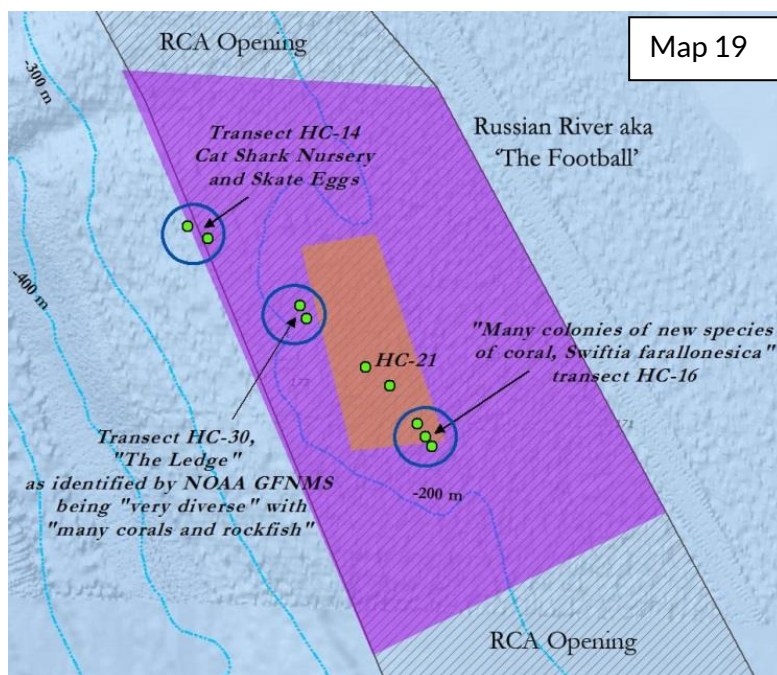 Map 19
RCA Opening
-300 m
Russian River aka
‘The Football’
Transect HC-14
Cat Shark Nursery
and Skate Eggs
-400 m
"Many colonies of new species
of coral, Swiftia farallonesica"
transect HC-16
HC-21
171
171
Transect HC-30,
"The Ledge"
as identified by NOAA GFNMS
being "very diverse" with
"many corals and rockfish"
-200 m
RCA Opening